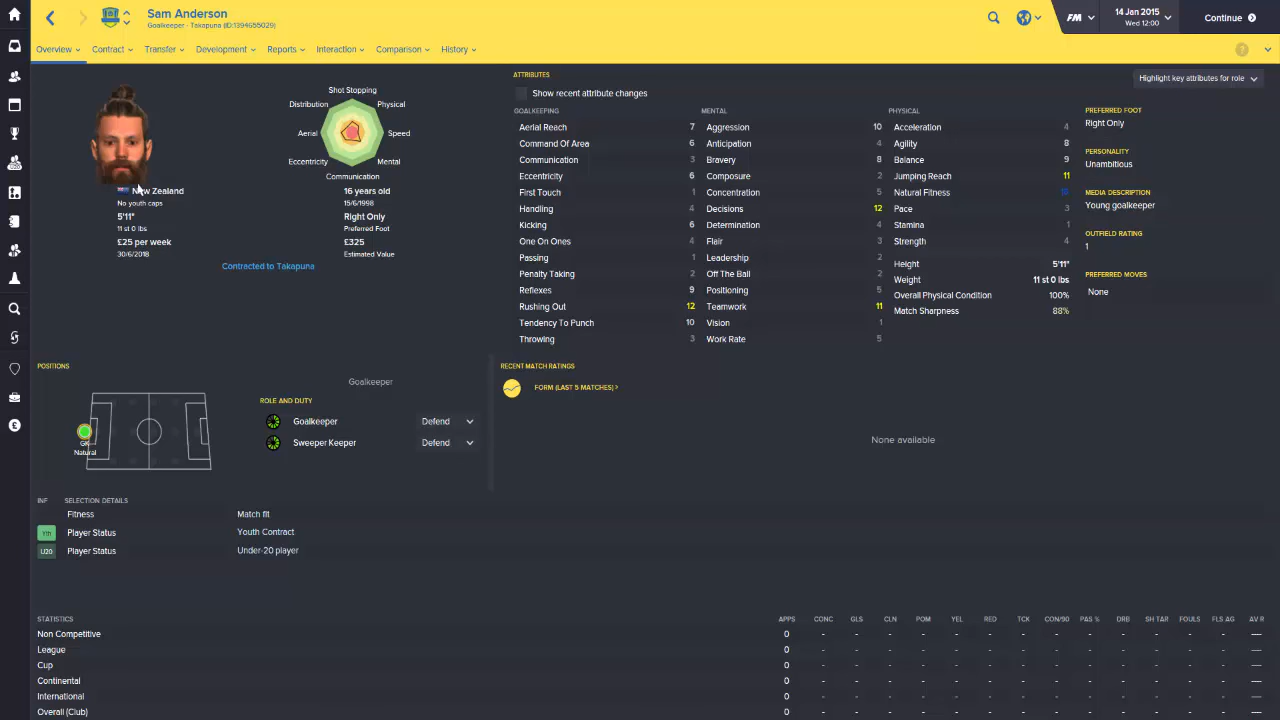 Sam Anderson
Goalkeeper - Takapuna (ID:1394655029)
FM
14 Jan 2015
Wed 12:00
Continue
Overview
Contract
Transfer
Development
Reports
Interaction
Comparison
History
?
New Zealand
No youth caps
5'11"
11 st 0 lbs
£25 per week
30/6/2018
Shot Stopping
Physical
Speed
Mental
Communication
Eccentricity
Aerial
Distribution
16 years old
15/6/1998
Right Only
Preferred Foot
£325
Estimated Value
Contracted to Takapuna
ATTRIBUTES
Show recent attribute changes
Highlight key attributes for role
GOALKEEPING
Aerial Reach 7
Command Of Area 6
Communication 3
Eccentricity 6
First Touch 1
Handling 4
Kicking 6
One On Ones 4
Passing 1
Penalty Taking 2
Reflexes 9
Rushing Out 12
Tendency To Punch 10
Throwing 3
MENTAL
Aggression 10
Anticipation 4
Bravery 8
Composure 2
Concentration 5
Decisions 12
Determination 4
Flair 3
Leadership 2
Off The Ball 2
Positioning 5
Teamwork 11
Vision 1
Work Rate 5
PHYSICAL
Acceleration 4
Agility 8
Balance 9
Jumping Reach 11
Natural Fitness
Pace 3
Stamina 1
Strength 4
Height 5'11"
Weight 11 st 0 lbs
Overall Physical Condition 100%
Match Sharpness 88%
PREFERRED FOOT
Right Only
PERSONALITY
Unambitious
MEDIA DESCRIPTION
Young goalkeeper
OUTFIELD RATING
1
PREFERRED MOVES
None
POSITIONS
GK
Natural
Goalkeeper
ROLE AND DUTY
Goalkeeper Defend
Sweeper Keeper Defend
RECENT MATCH RATINGS
FORM (LAST 5 MATCHES) >
None available
INF SELECTION DETAILS
Fitness Match fit
Yth Player Status Youth Contract
U20 Player Status Under-20 player
STATISTICS APPS CONC GLS CLN POM YEL RED TCK CON/90 PAS % DRB SH TAR FOULS FLS AG AV R
Non Competitive 0 - - - - - - - - - - - - - ---
League 0 - - - - - - - - - - - - - ---
Cup 0 - - - - - - - - - - - - - ---
Continental 0 - - - - - - - - - - - - - ---
International 0 - - - - - - - - - - - - - ---
Overall (Club) 0 - - - - - - - - - - - - - ---